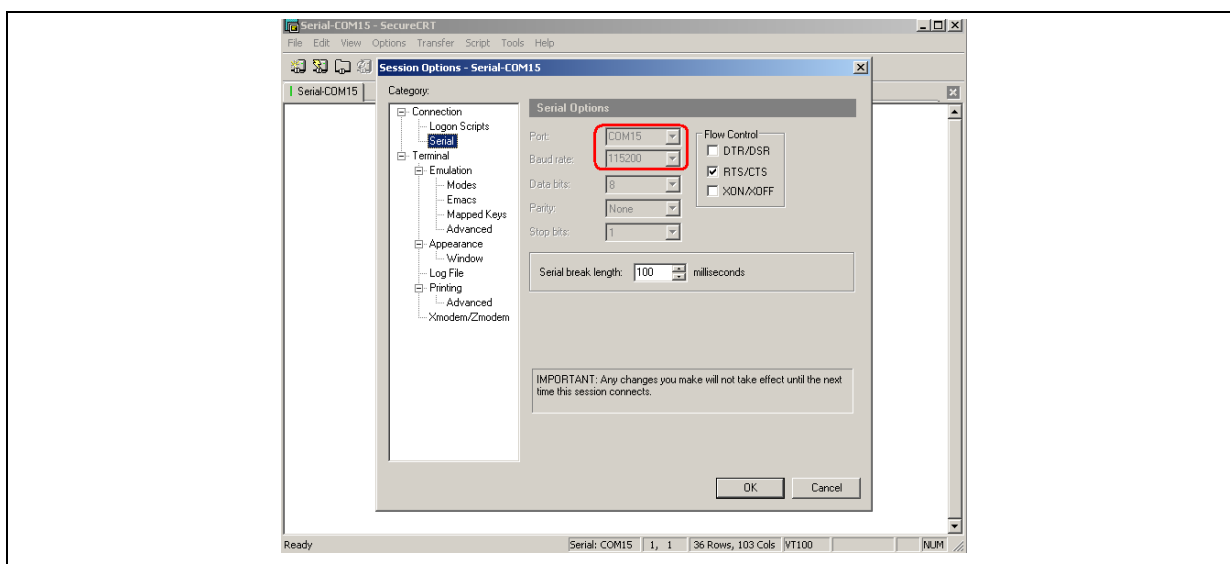 Serial-COM15 - SecureCRT
File Edit View Options Transfer Script Tools Help
Session Options - Serial-COM15
Serial-COM15
Category:
Connection
Logon Scripts
Serial
Terminal
Emulation
Modes
Emacs
Mapped Keys
Advanced
Appearance
Window
Log File
Printing
Advanced
Xmodem/Zmodem
Serial Options
Port: COM15
Baud rate: 115200
Data bits: 8
Parity: None
Stop bits: 1
Flow Control
DTR/DSR
RTS/CTS
XON/XOFF
Serial break length: 100 milliseconds
IMPORTANT: Any changes you make will not take effect until the next
time this session connects.
OK Cancel
Ready Serial: COM15 1, 1 36 Rows, 103 Cols VT100 NUM